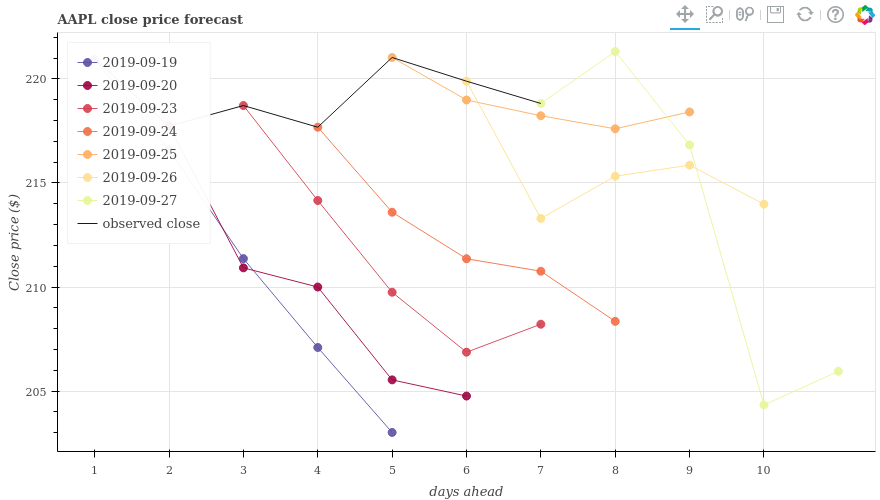 AAPL close price forecast
2019-09-19
2019-09-20
2019-09-23
2019-09-24
2019-09-25
2019-09-26
2019-09-27
observed close
220
215
210
205
Close price ($)
1 2 3 4 5 6 7 8 9 10
days ahead